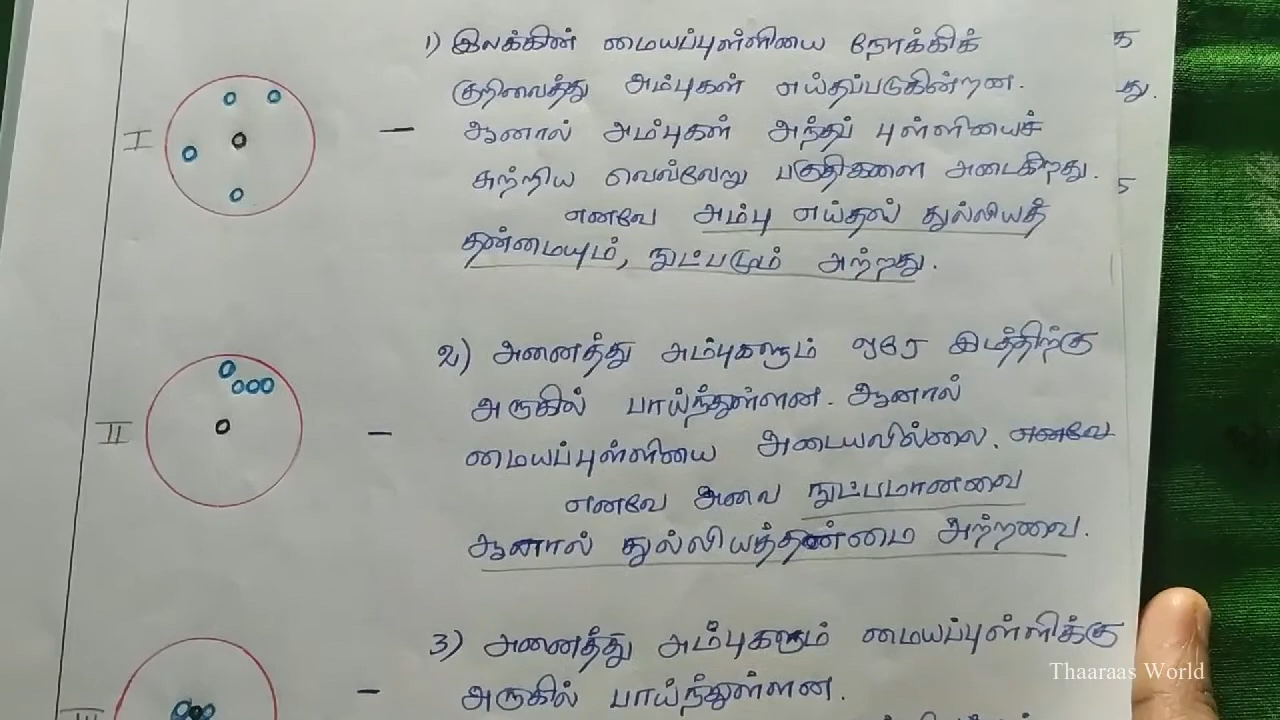 1) இலக்கின் மையப்புள்ளியை நோக்கிக்
குறிவைத்து அம்புகள் எய்தப்படுகின்றன.
I - ஆனால் அம்புகள் அந்தப் புள்ளியைச்
சுற்றிய வெவ்வேறு பகுதிகளை அடைகிறது.
எனவே அம்பு எய்தல் துல்லியத்
தன்மையும், நுட்பமும் அற்றது.
2) அனைத்து அம்புகளும் ஒரே இடத்திற்கு
அருகில் பாய்ந்துள்ளன. ஆனால்
II - மையப்புள்ளியை அடையவில்லை. எனவே
எனவே அவை நுட்பமானவை
ஆனால் துல்லியத்தன்மை அற்றவை.
3) அனைத்து அம்புகளும் மையப்புள்ளிக்கு
III - அருகில் பாய்ந்துள்ளன.
க
து.
5
Thaaraas World